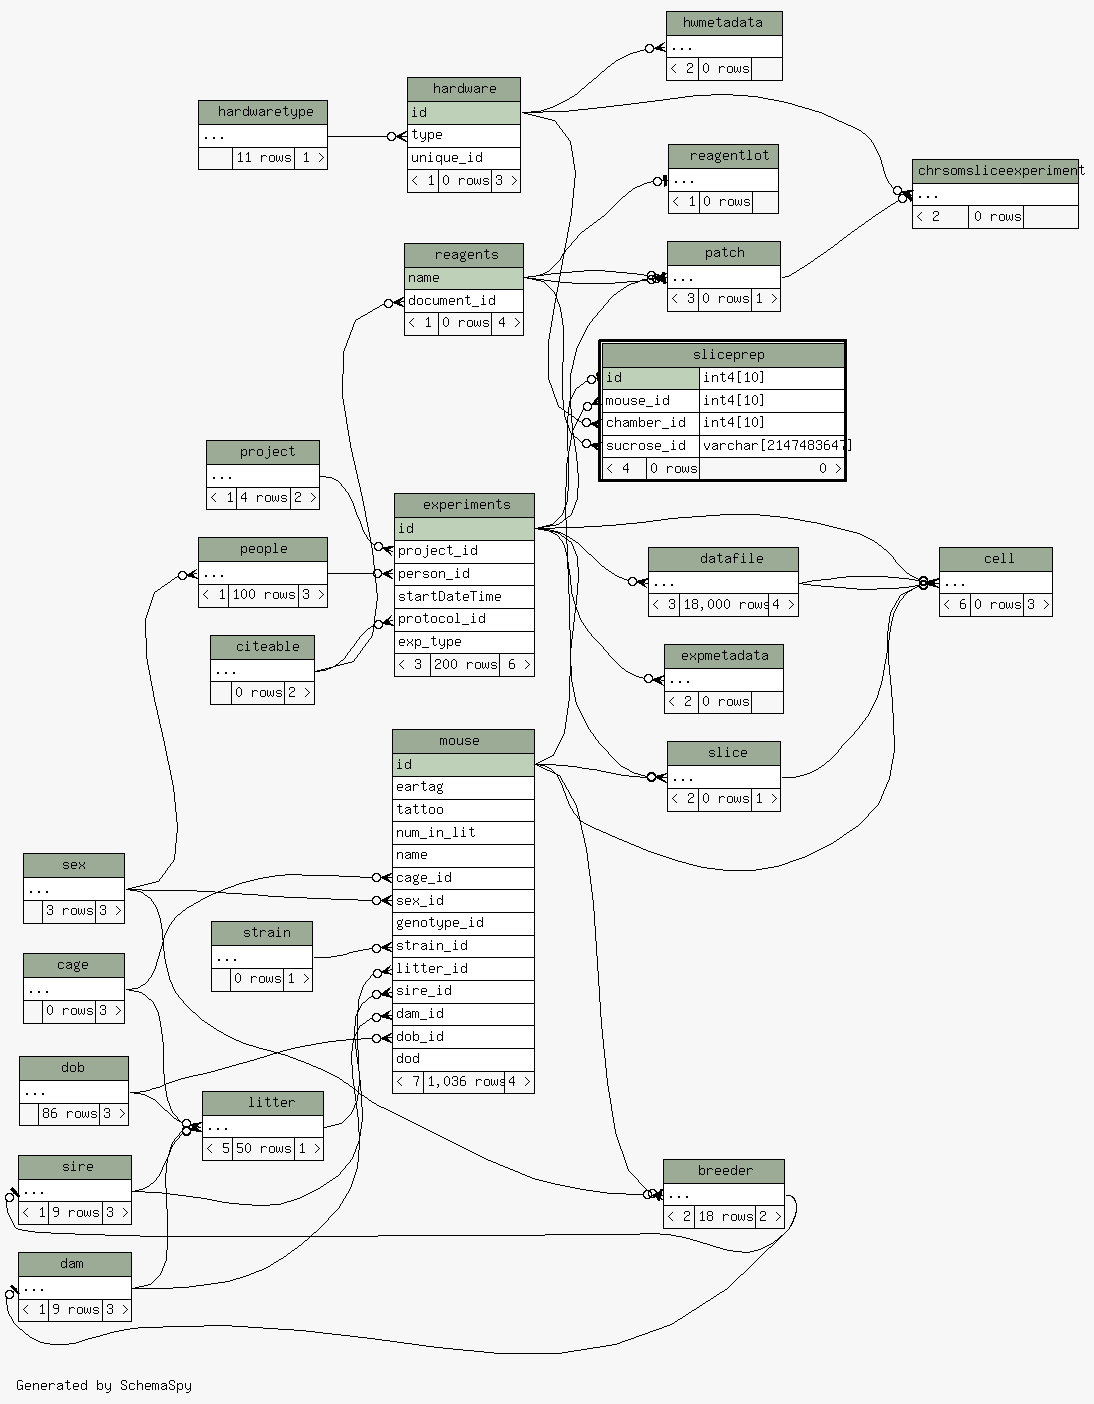 hwmetadata
...
< 2 0 rows
hardware
id
type
unique_id
< 1 0 rows 3 >
hardwaretype
...
11 rows 1 >
reagentlot
...
< 1 0 rows
chrsomsliceexperiment
...
< 2 0 rows
reagents
name
document_id
< 1 0 rows 4 >
patch
...
< 3 0 rows 1 >
sliceprep
id int4[10]
mouse_id int4[10]
chamber_id int4[10]
sucrose_id varchar[2147483647]
< 4 0 rows 0 >
project
...
< 1 4 rows 2 >
people
...
< 1 100 rows 3 >
citeable
...
0 rows 2 >
experiments
id
project_id
person_id
startDateTime
protocol_id
exp_type
< 3 200 rows 6 >
datafile
...
< 3 18,000 rows 4 >
cell
...
< 6 0 rows 3 >
expmetadata
...
< 2 0 rows
slice
...
< 2 0 rows 1 >
mouse
id
eartag
tattoo
num_in_lit
name
cage_id
sex_id
genotype_id
strain_id
litter_id
sire_id
dam_id
dob_id
dod
< 7 1,036 rows 4 >
sex
...
3 rows 3 >
strain
...
0 rows 1 >
cage
...
0 rows 3 >
dob
...
86 rows 3 >
litter
...
< 5 50 rows 1 >
sire
...
< 1 9 rows 3 >
breeder
...
< 2 18 rows 2 >
dam
...
< 1 9 rows 3 >
Generated by SchemaSpy